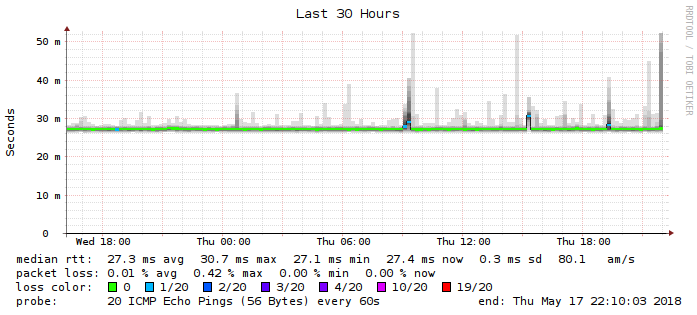 Last 30 Hours
RRDTOOL / TOBI OETIKER
Seconds
50 m
40 m
30 m
20 m
10 m
0
Wed 18:00 Thu 00:00 Thu 06:00 Thu 12:00 Thu 18:00
median rtt: 27.3 ms avg 30.7 ms max 27.1 ms min 27.4 ms now 0.3 ms sd 80.1 am/s
packet loss: 0.01 % avg 0.42 % max 0.00 % min 0.00 % now
loss color: 0 1/20 2/20 3/20 4/20 10/20 19/20
probe: 20 ICMP Echo Pings (56 Bytes) every 60s end: Thu May 17 22:10:03 2018